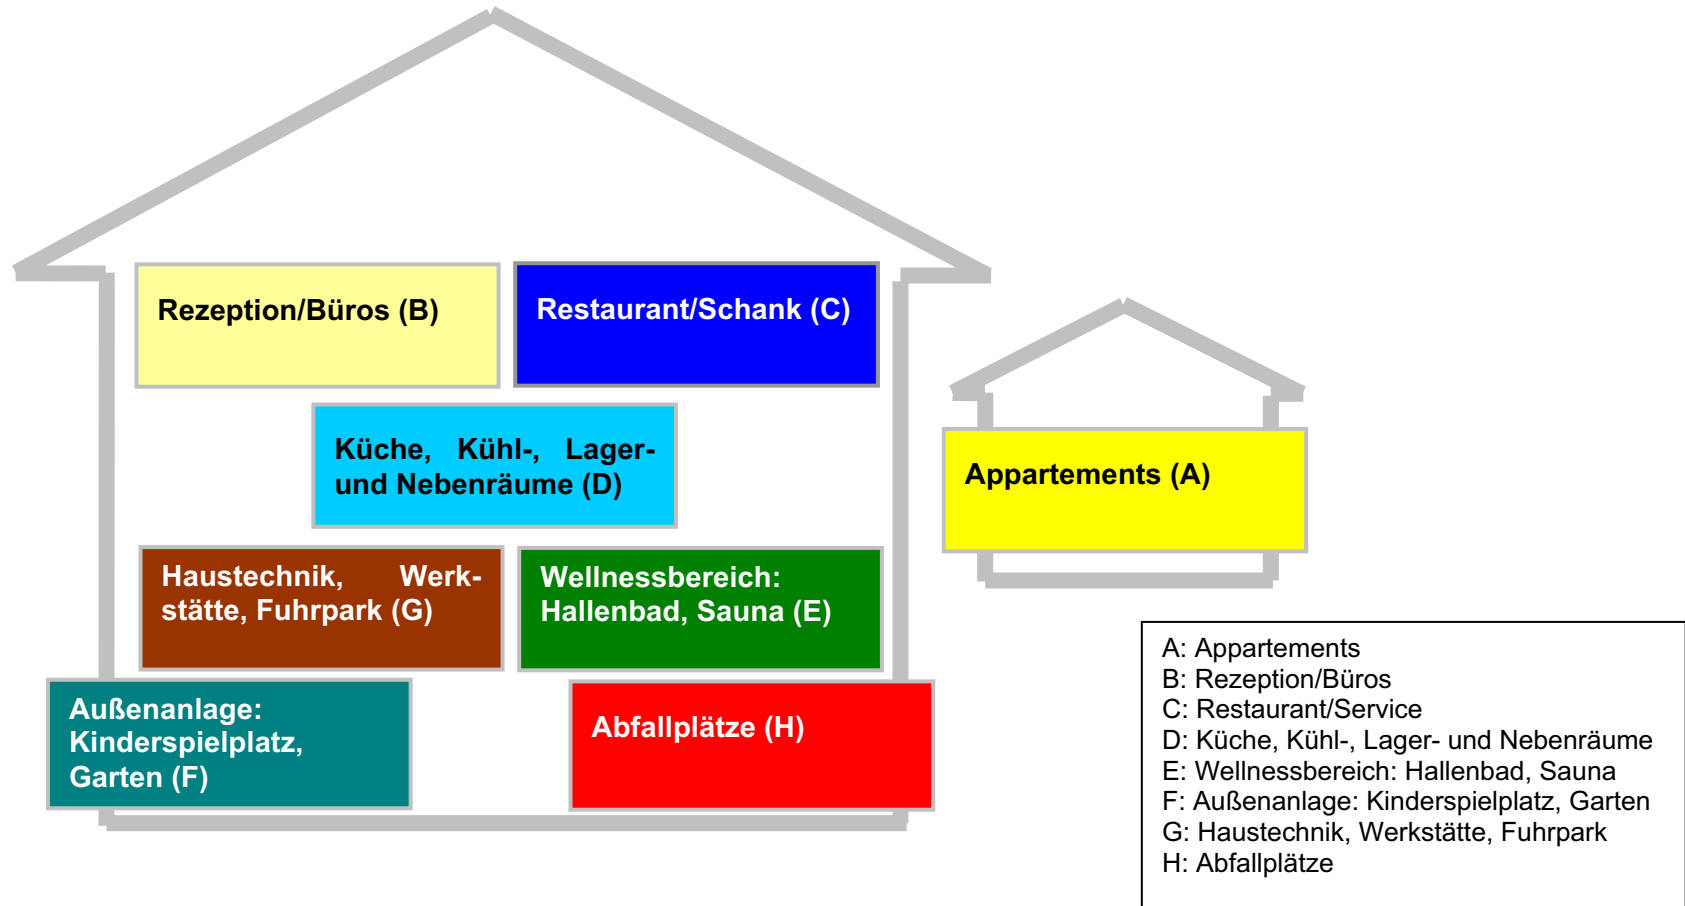 Rezeption/Büros (B)
Restaurant/Schank (C)
Küche, Kühl-, Lager-
und Nebenräume (D)
Appartements (A)
Haustechnik, Werk-
stätte, Fuhrpark (G)
Wellnessbereich:
Hallenbad, Sauna (E)
Außenanlage:
Kinderspielplatz,
Garten (F)
Abfallplätze (H)
A: Appartements
B: Rezeption/Büros
C: Restaurant/Service
D: Küche, Kühl-, Lager- und Nebenräume
E: Wellnessbereich: Hallenbad, Sauna
F: Außenanlage: Kinderspielplatz, Garten
G: Haustechnik, Werkstätte, Fuhrpark
H: Abfallplätze